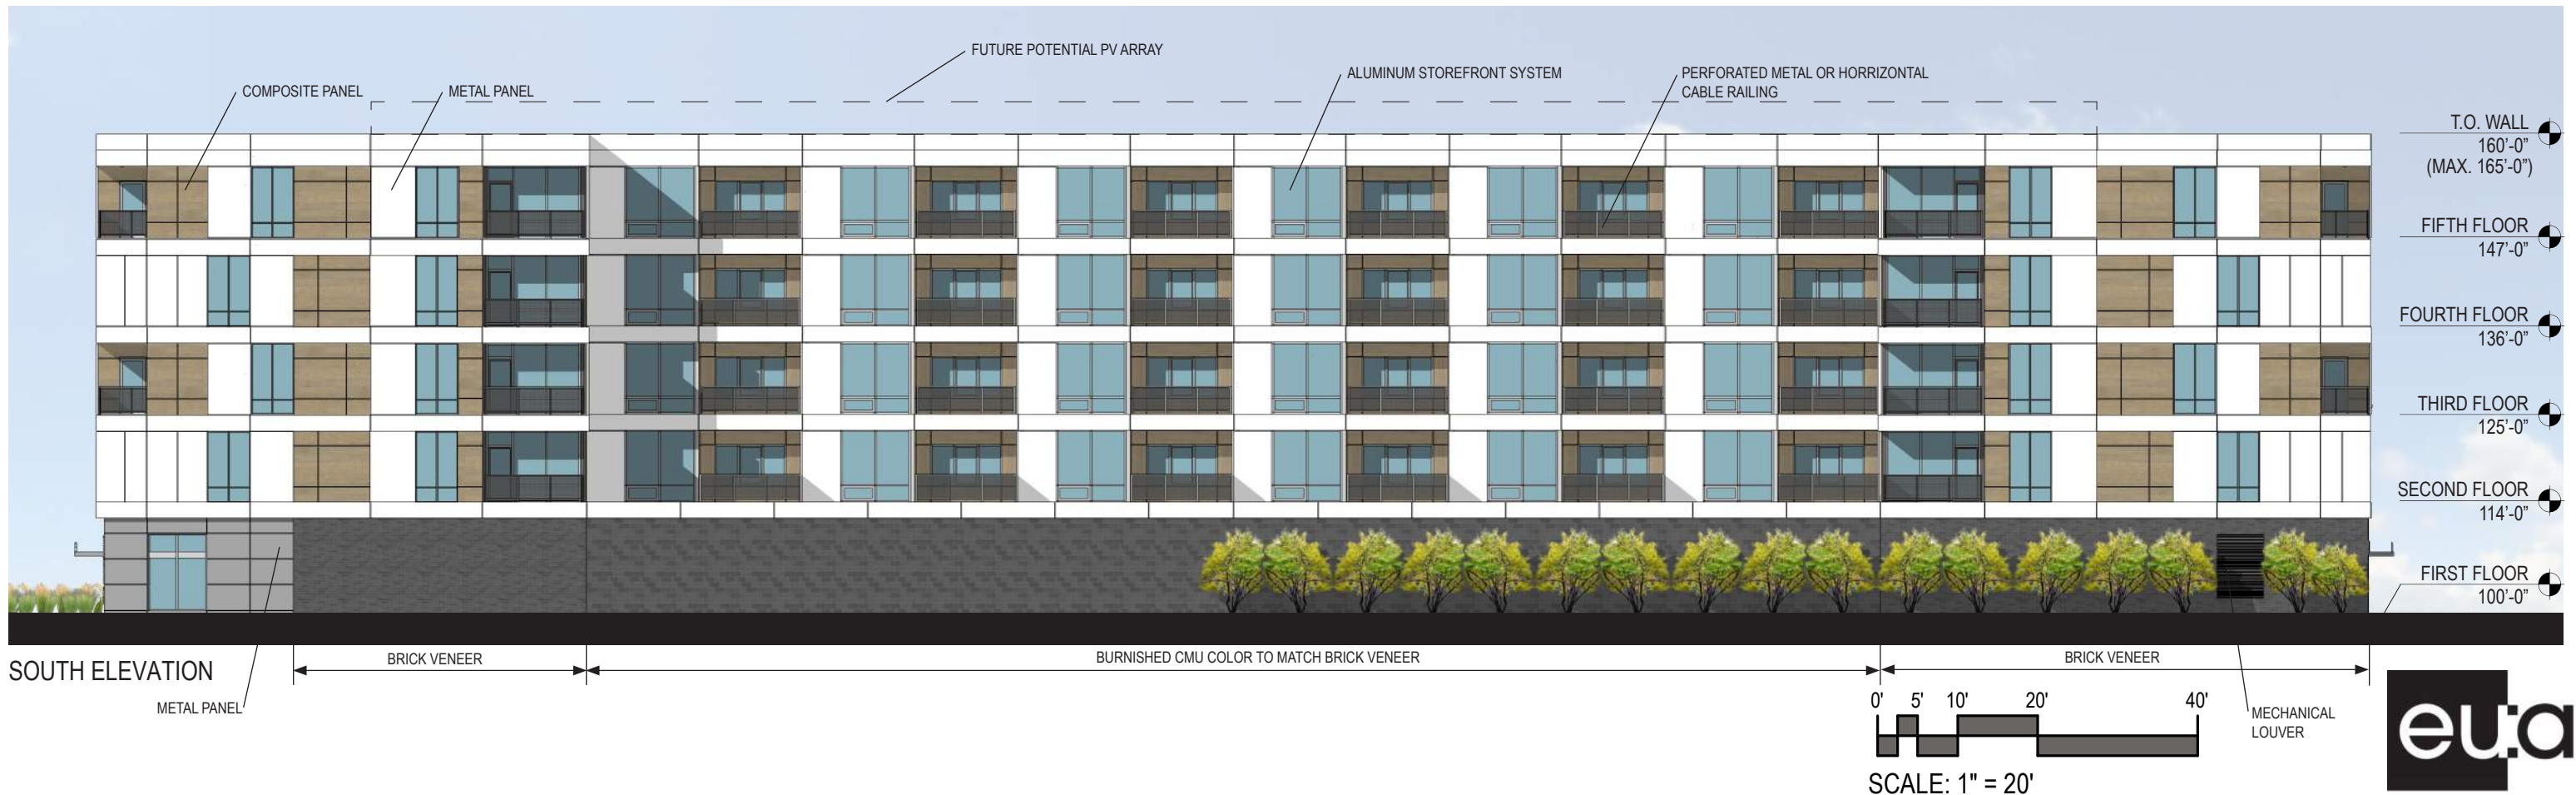 FUTURE POTENTIAL PV ARRAY
COMPOSITE PANEL
METAL PANEL
ALUMINUM STOREFRONT SYSTEM
PERFORATED METAL OR HORRIZONTAL
CABLE RAILING
T.O. WALL
160'-0"
(MAX. 165'-0")
FIFTH FLOOR
147'-0"
FOURTH FLOOR
136'-0"
THIRD FLOOR
125'-0"
SECOND FLOOR
114'-0"
FIRST FLOOR
100'-0"
SOUTH ELEVATION
METAL PANEL
BRICK VENEER
BURNISHED CMU COLOR TO MATCH BRICK VENEER
BRICK VENEER
0' 5' 10' 20' 40'
SCALE: 1" = 20'
MECHANICAL
LOUVER
eu:a